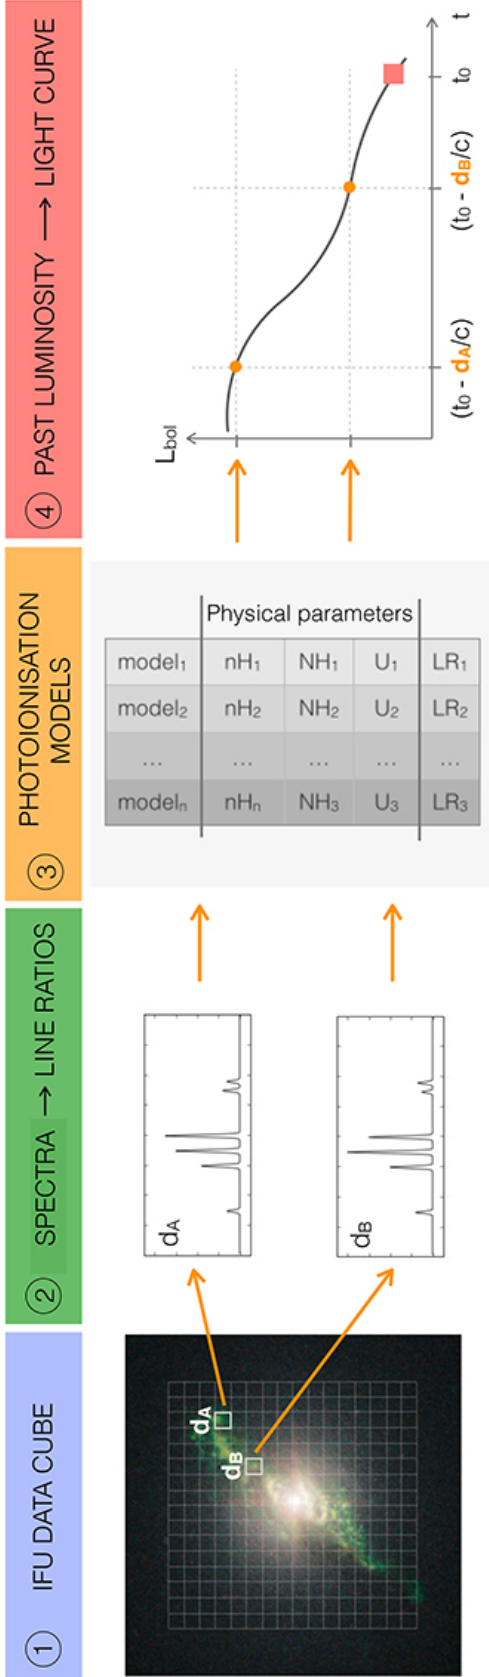 ① IFU DATA CUBE
② SPECTRA → LINE RATIOS
③ PHOTOIONISATION
MODELS
④ PAST LUMINOSITY → LIGHT CURVE
dA
dB
dA
dB
Physical parameters
model1 nH1 NH1 U1 LR1
model2 nH2 NH2 U2 LR2
... ... ... ... ...
modeln nHn NH3 U3 LR3
Lbol
(t0 - dA/c) (t0 - dB/c) t0 t